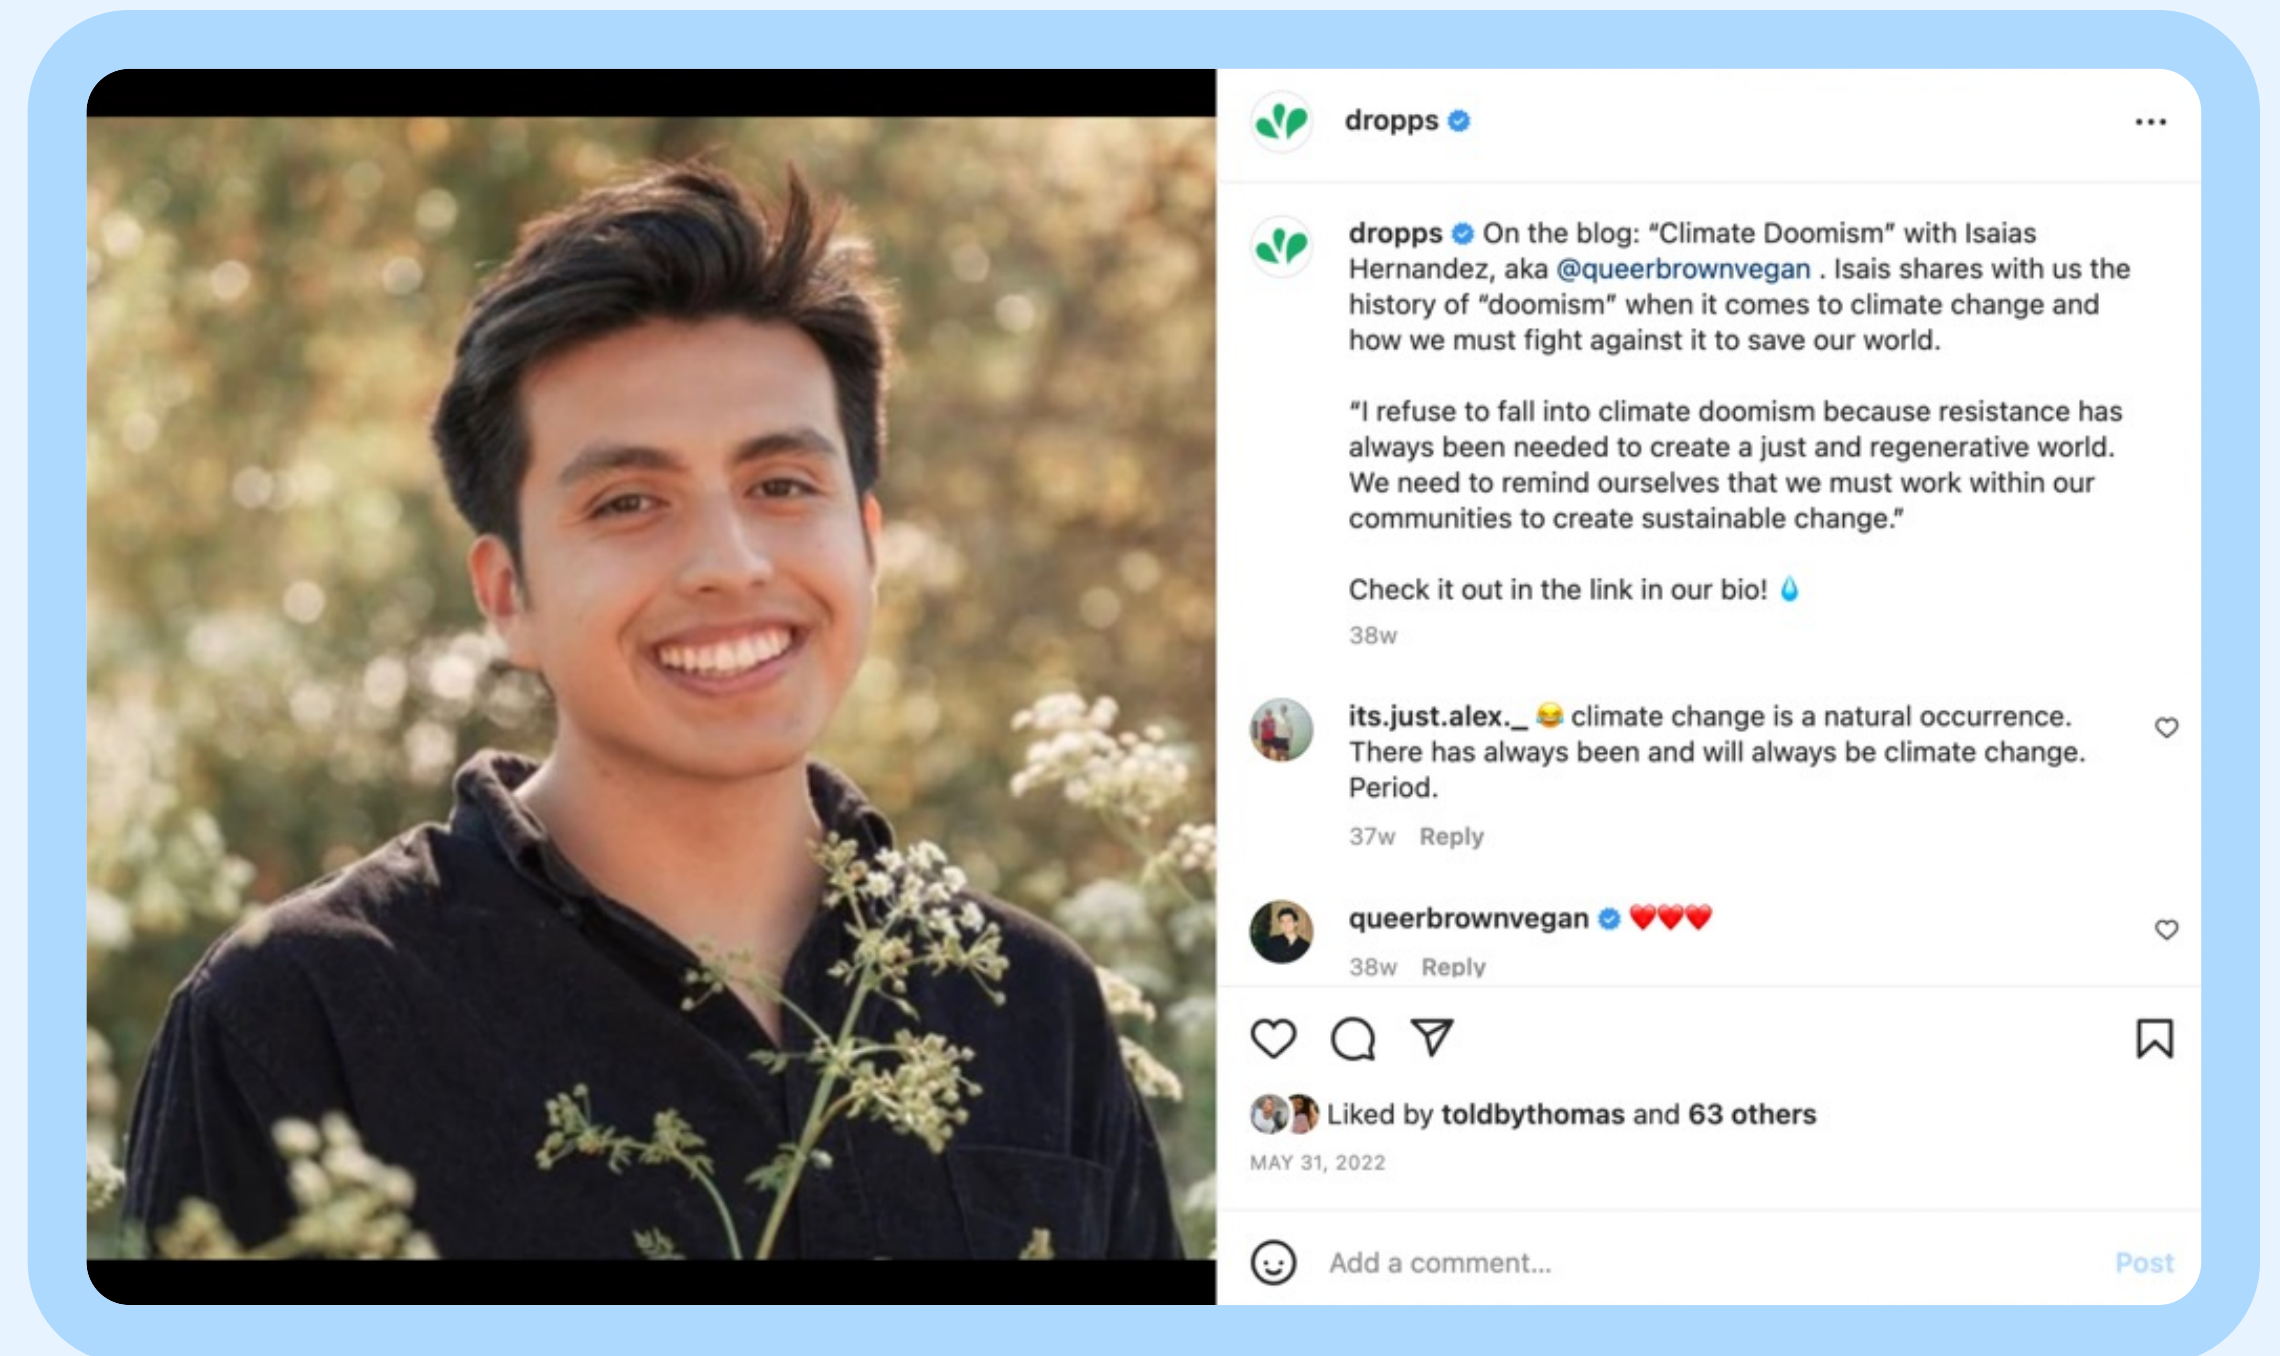 dropps
dropps On the blog: “Climate Doomism” with Isaias
Hernandez, aka @queerbrownvegan . Isais shares with us the
history of “doomism” when it comes to climate change and
how we must fight against it to save our world.
“I refuse to fall into climate doomism because resistance has
always been needed to create a just and regenerative world.
We need to remind ourselves that we must work within our
communities to create sustainable change.”
Check it out in the link in our bio! 💧
38w
its.just.alex._ 😂 climate change is a natural occurrence.
There has always been and will always be climate change.
Period.
37w Reply
queerbrownvegan ❤️❤️❤️
38w Reply
Liked by toldbythomas and 63 others
MAY 31, 2022
Add a comment... Post